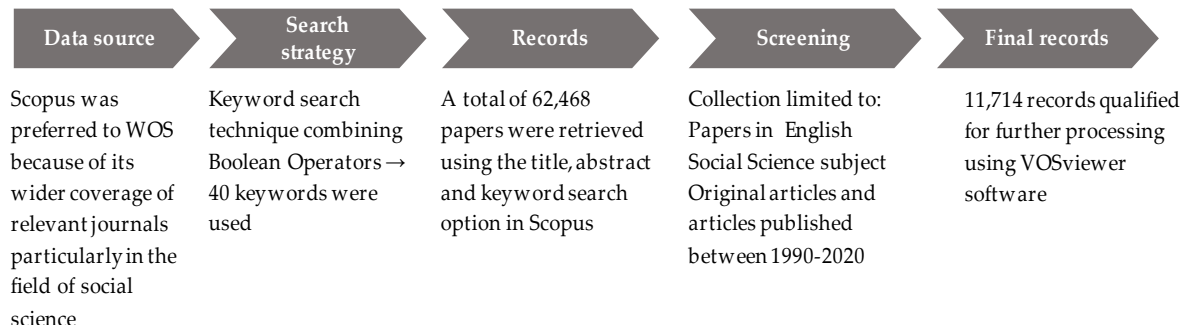 Data source
Search
strategy
Records
Screening
Final records
Scopus was
preferred to WOS
because of its
wider coverage of
relevant journals
particularly in the
field of social
science
Keyword search
technique combining
Boolean Operators →
40 keywords were
used
A total of 62,468
papers were retrieved
using the title, abstract
and keyword search
option in Scopus
Collection limited to:
Papers in English
Social Science subject
Original articles and
articles published
between 1990-2020
11,714 records qualified
for further processing
using VOSviewer
software